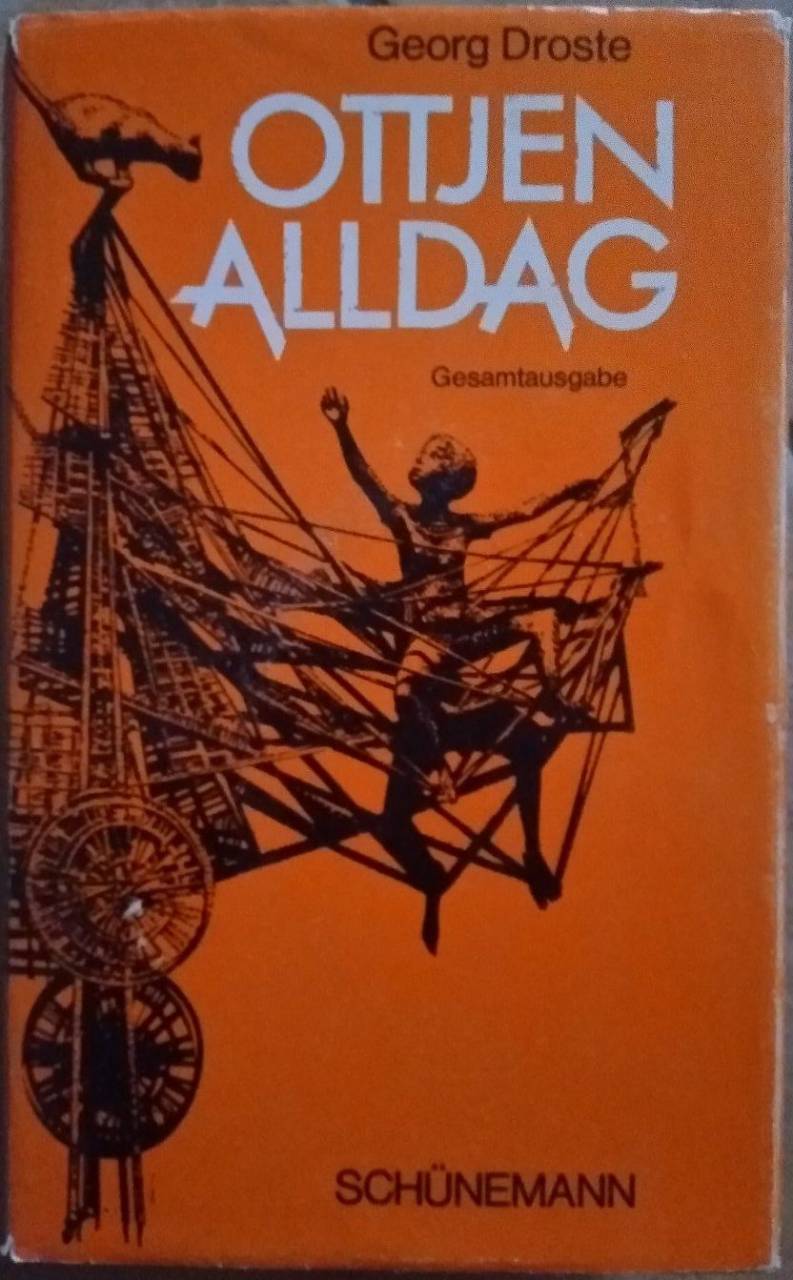 Georg Droste
OTTJEN
ALLDAG
Gesamtausgabe
SCHÜNEMANN